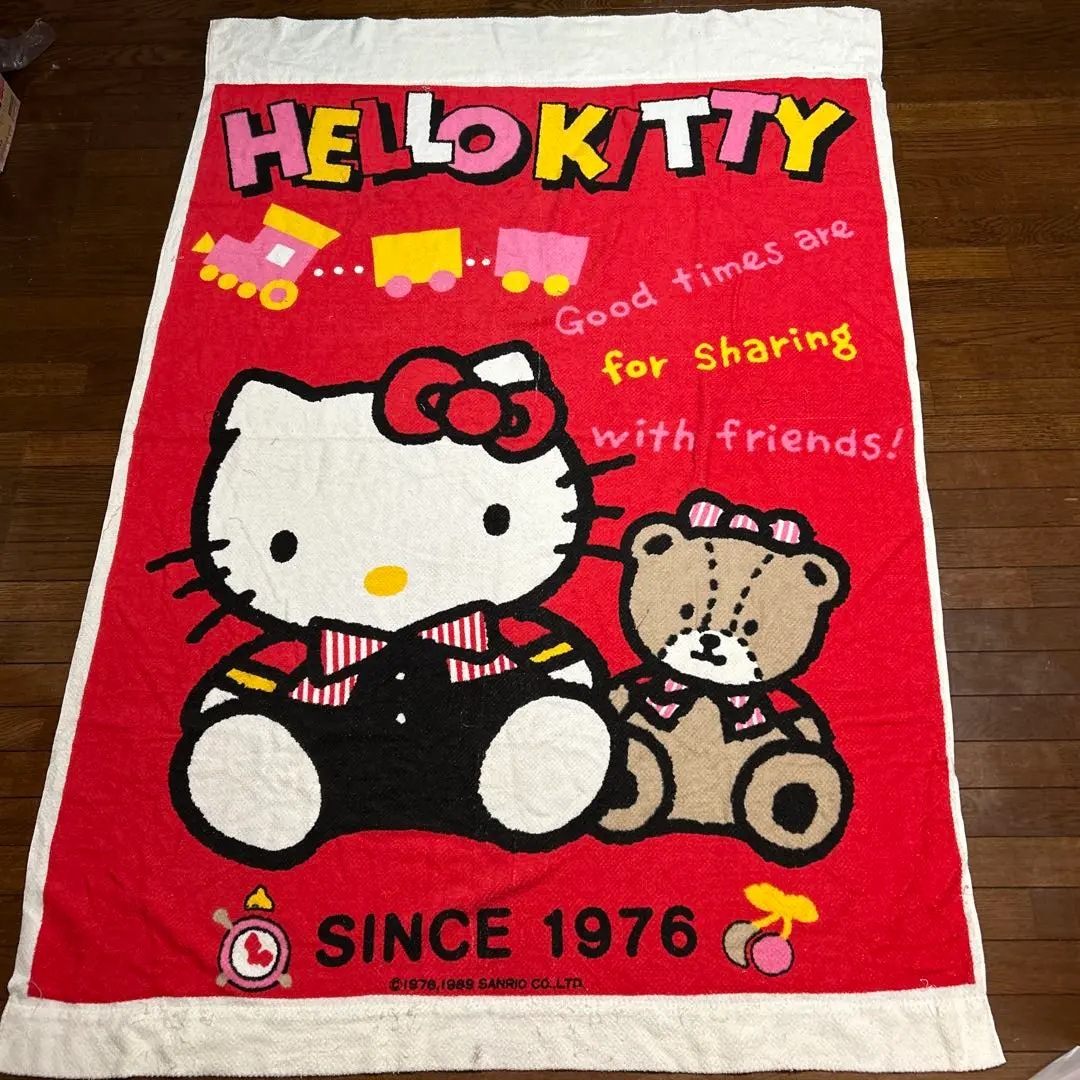 HELLO KITTY
Good times are
for sharing
with friends!
SINCE 1976
©1976,1989 SANRIO CO.,LTD.